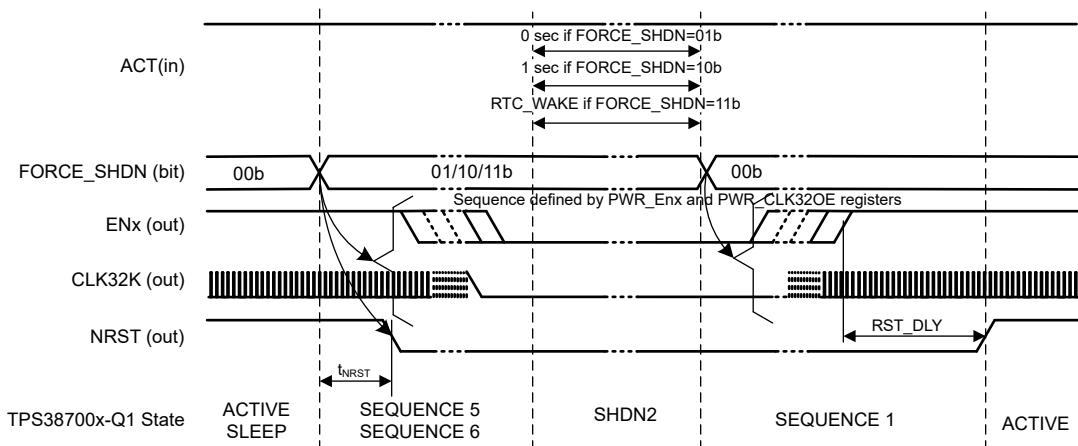 0 sec if FORCE_SHDN=01b
ACT(in)
1 sec if FORCE_SHDN=10b
RTC_WAKE if FORCE_SHDN=11b
FORCE_SHDN (bit)
00b
01/10/11b
00b
Sequence defined by PWR_Enx and PWR_CLK32OE registers
ENx (out)
CLK32K (out)
NRST (out)
RST_DLY
tNRST
TPS38700x-Q1 State
ACTIVE
SLEEP
SEQUENCE 5
SEQUENCE 6
SHDN2
SEQUENCE 1
ACTIVE